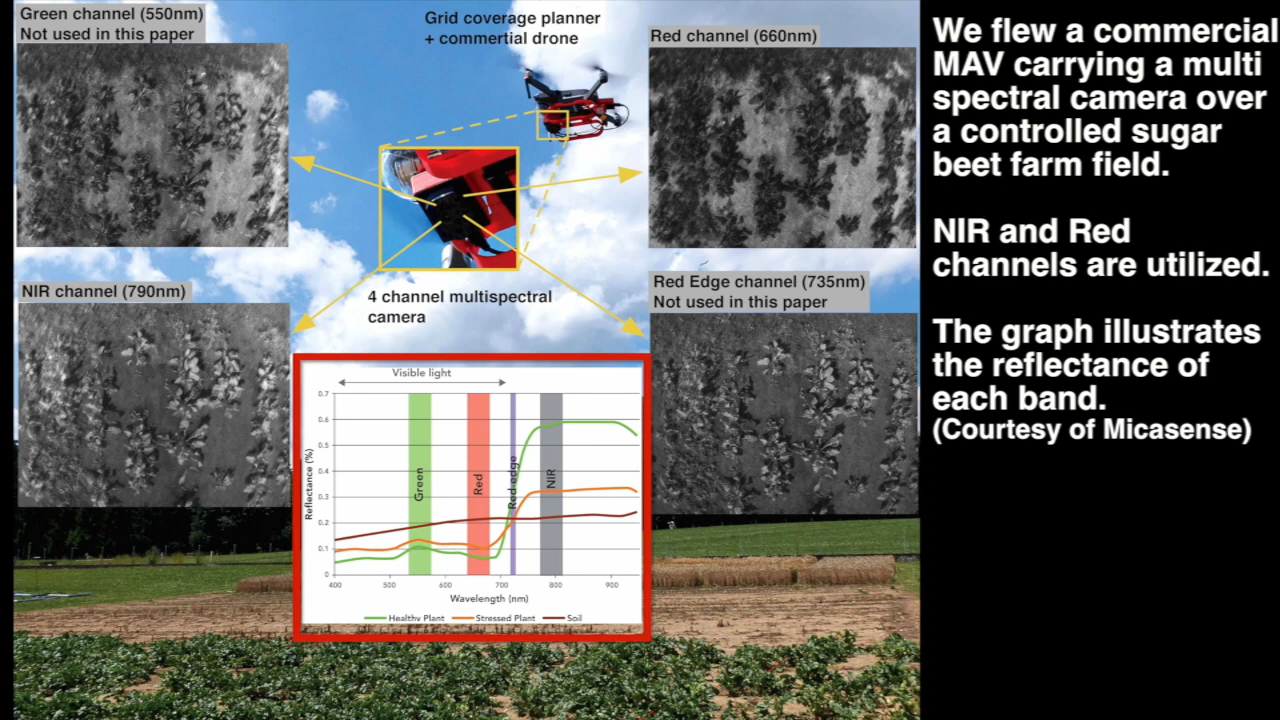 Green channel (550nm)
Not used in this paper
Grid coverage planner
+ commertial drone
Red channel (660nm)
NIR channel (790nm)
4 channel multispectral
camera
Red Edge channel (735nm)
Not used in this paper
Visible light
0.7
0.6
0.5
0.4
0.3
0.2
0.1
0
Reflectance (%)
Green
Red
Red-edge
NIR
400
500
600
700
800
900
Wavelength (nm)
Healthy Plant
Stressed Plant
Soil
We flew a commercial
MAV carrying a multi
spectral camera over
a controlled sugar
beet farm field.
NIR and Red
channels are utilized.
The graph illustrates
the reflectance of
each band.
(Courtesy of Micasense)